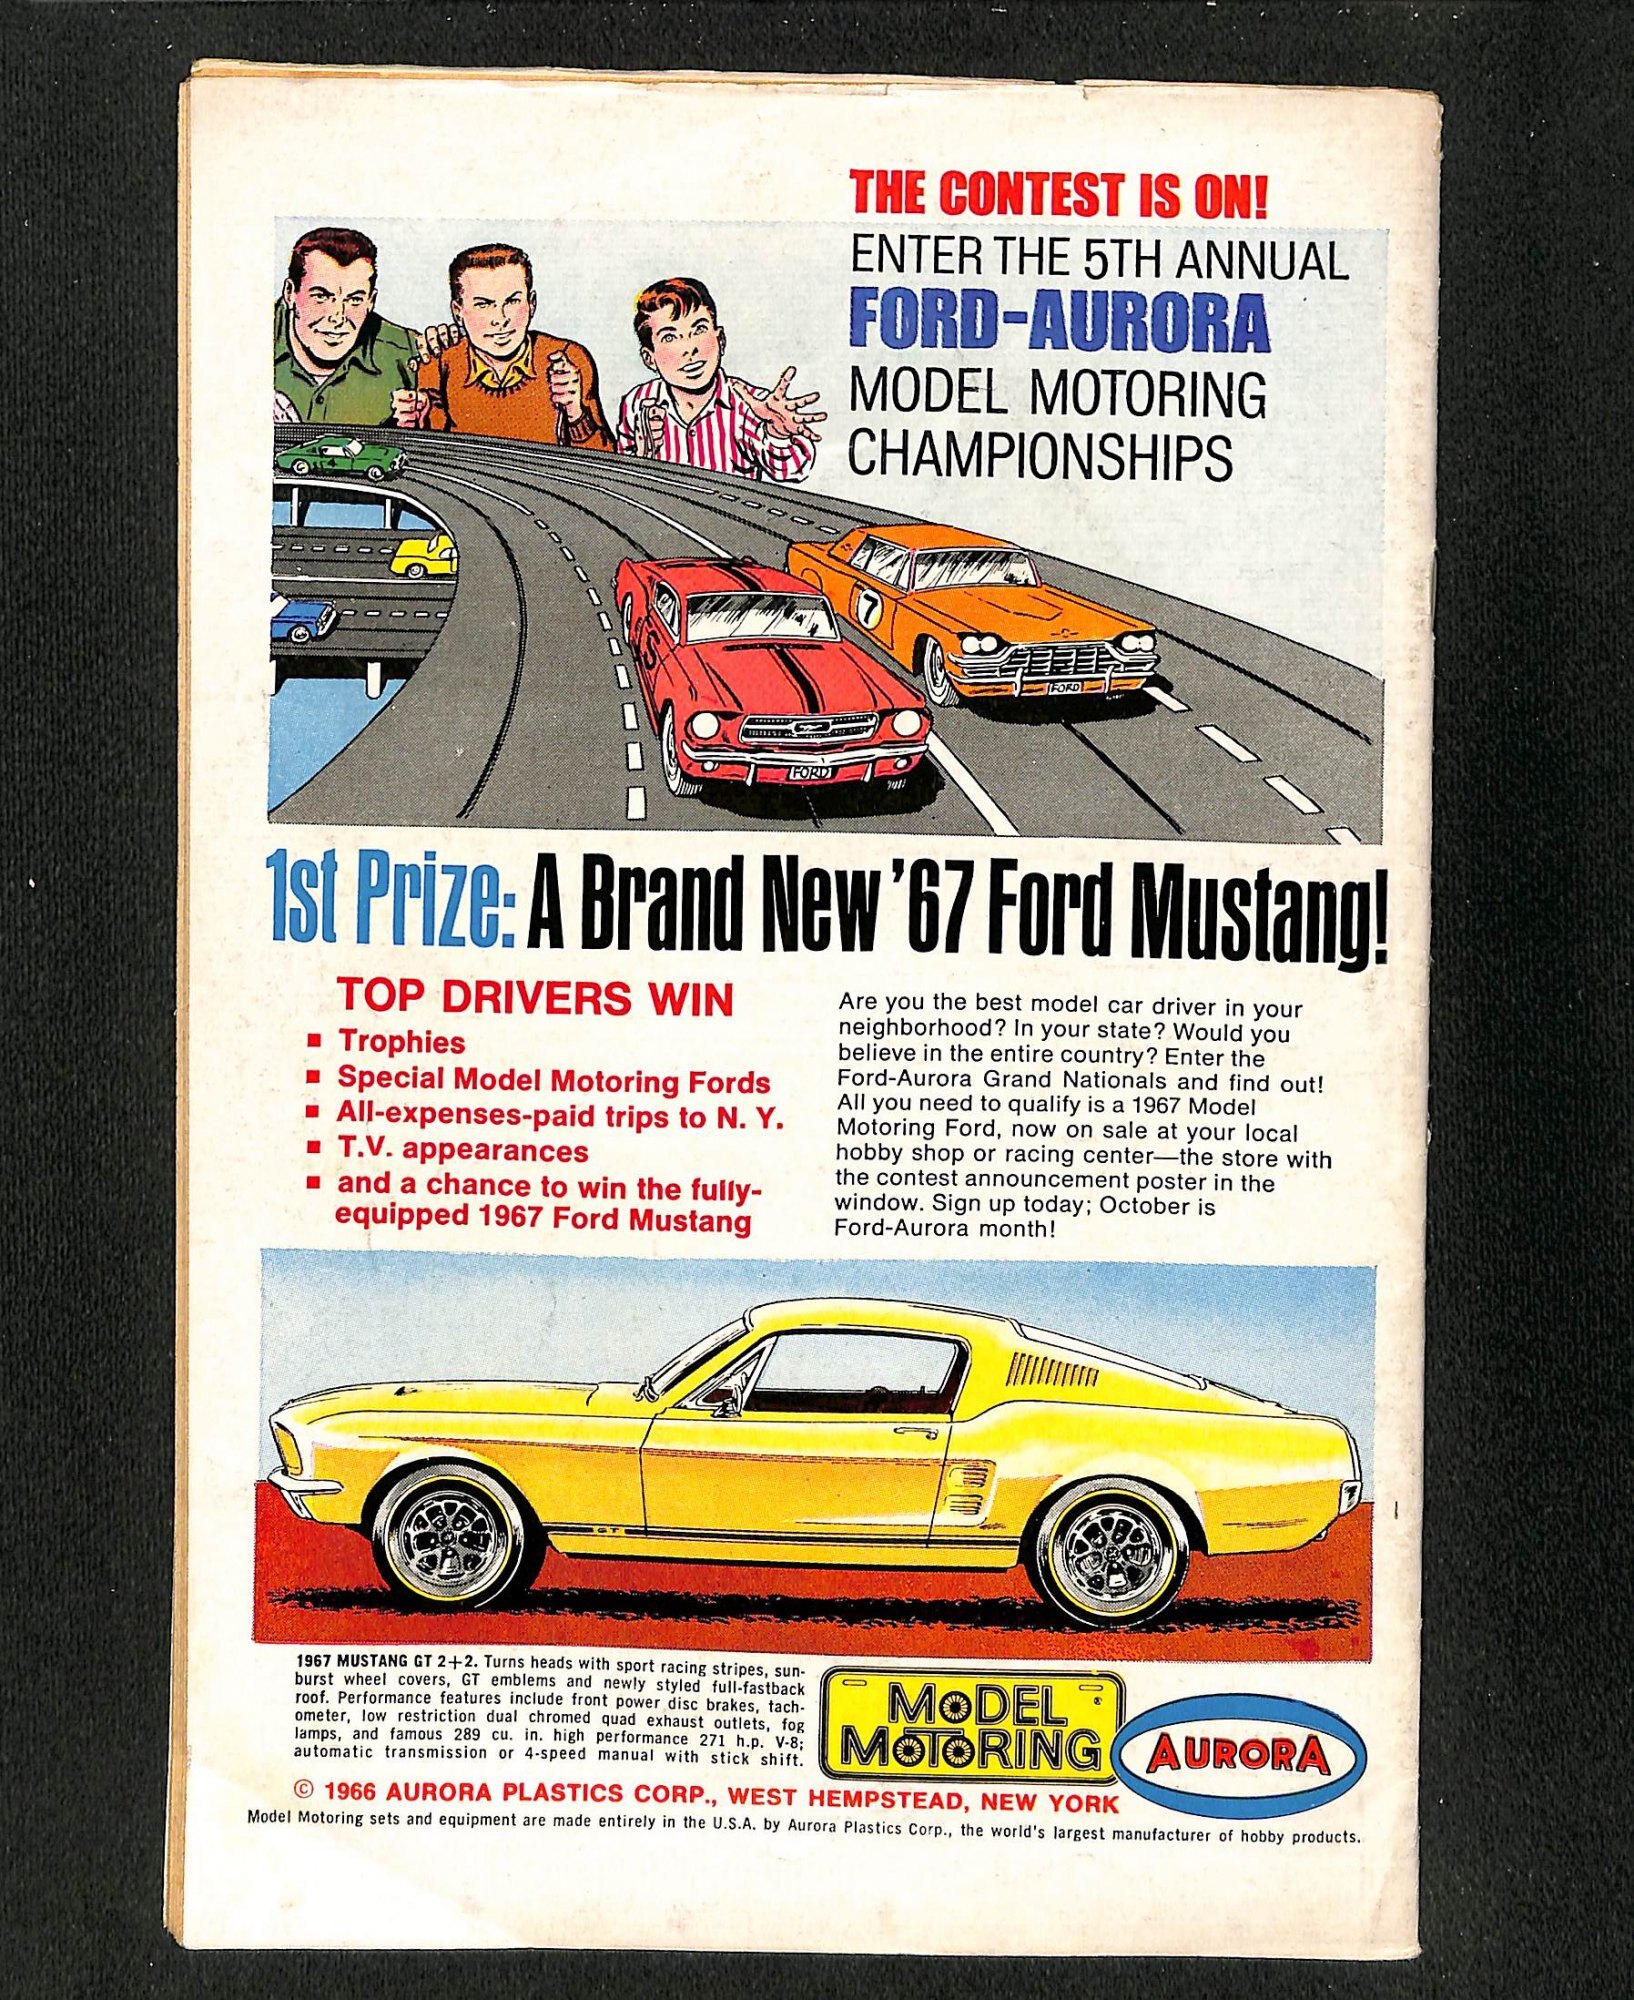 THE CONTEST IS ON!
ENTER THE 5TH ANNUAL
FORD-AURORA
MODEL MOTORING
CHAMPIONSHIPS
4
7
FORD
FORD
1st Prize: A Brand New '67 Ford Mustang!
TOP DRIVERS WIN
▪ Trophies
▪ Special Model Motoring Fords
▪ All-expenses-paid trips to N. Y.
▪ T.V. appearances
▪ and a chance to win the fully-
equipped 1967 Ford Mustang
Are you the best model car driver in your
neighborhood? In your state? Would you
believe in the entire country? Enter the
Ford-Aurora Grand Nationals and find out!
All you need to qualify is a 1967 Model
Motoring Ford, now on sale at your local
hobby shop or racing center—the store with
the contest announcement poster in the
window. Sign up today; October is
Ford-Aurora month!
GT
1967 MUSTANG GT 2+2. Turns heads with sport racing stripes, sun-
burst wheel covers, GT emblems and newly styled full-fastback
roof. Performance features include front power disc brakes, tach-
ometer, low restriction dual chromed quad exhaust outlets, fog
lamps, and famous 289 cu. in. high performance 271 h.p. V-8;
automatic transmission or 4-speed manual with stick shift.
MODEL
MOTORING
®
AURORA
© 1966 AURORA PLASTICS CORP., WEST HEMPSTEAD, NEW YORK
Model Motoring sets and equipment are made entirely in the U.S.A. by Aurora Plastics Corp., the world's largest manufacturer of hobby products.